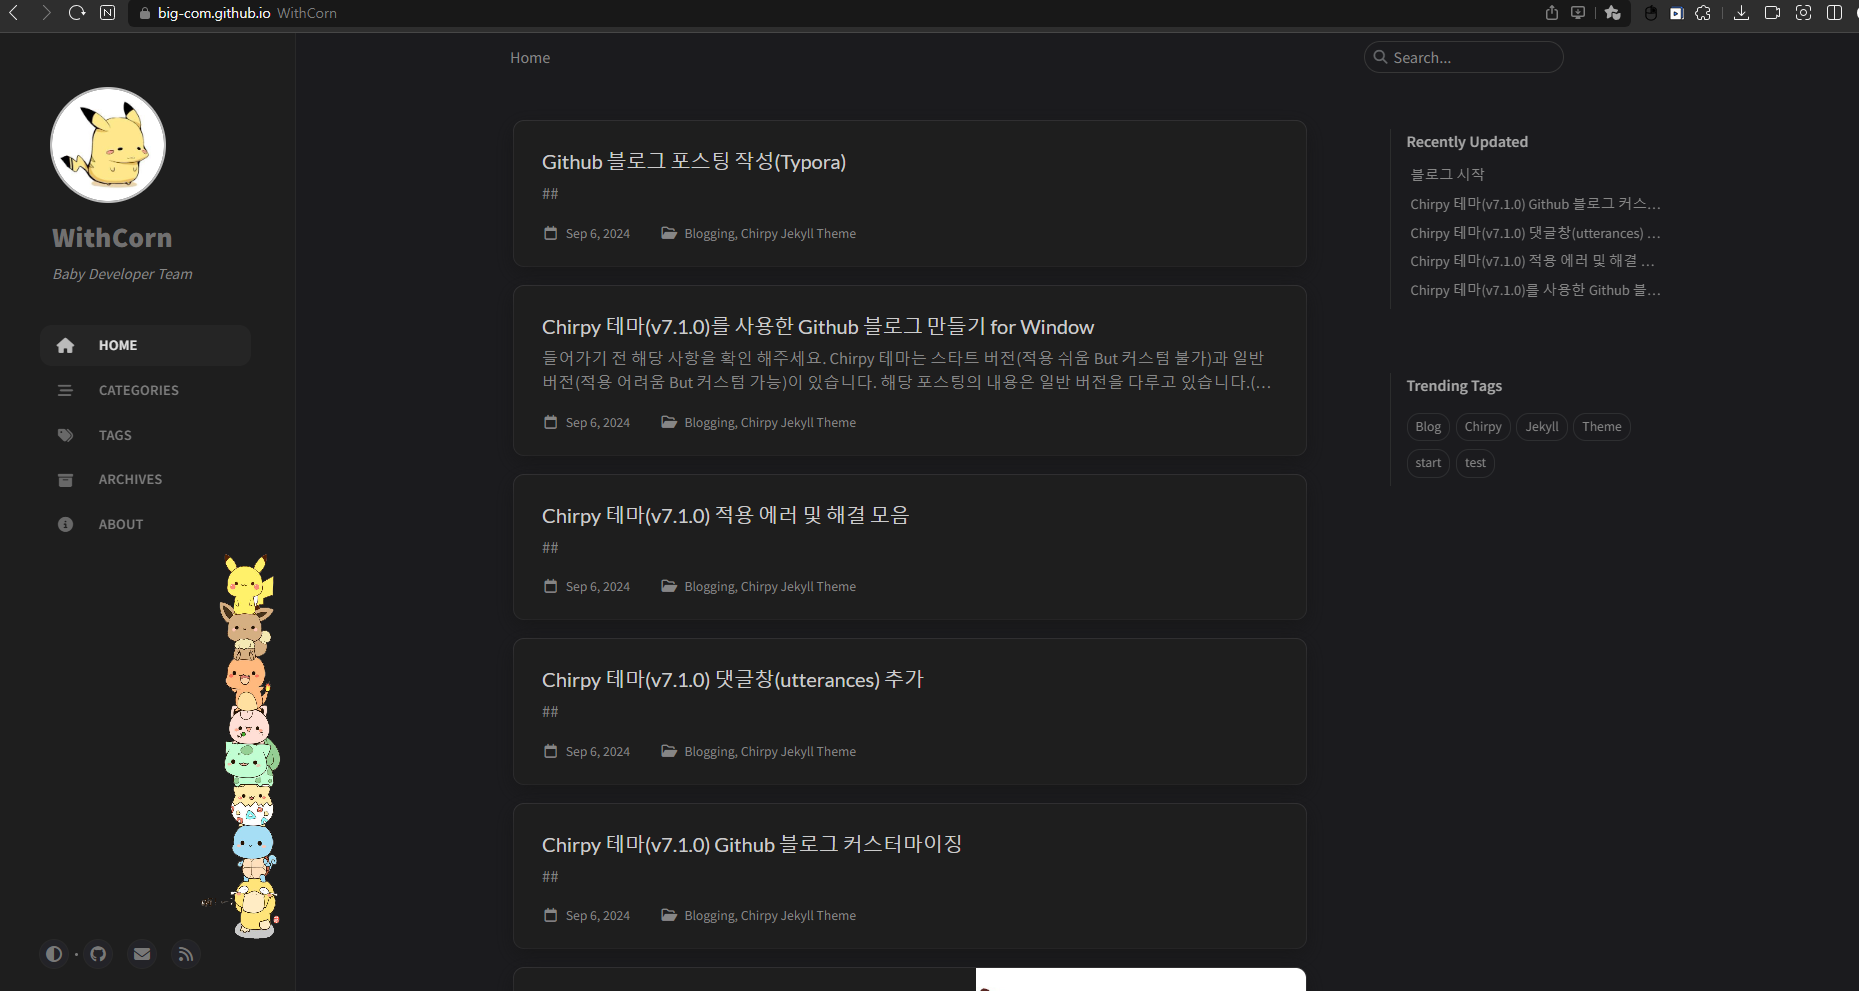 big-com.github.io WithCorn
Home
Search...
WithCorn
Baby Developer Team
HOME
CATEGORIES
TAGS
ARCHIVES
ABOUT
Github 블로그 포스팅 작성(Typora)
##
Sep 6, 2024 Blogging, Chirpy Jekyll Theme
Chirpy 테마(v7.1.0)를 사용한 Github 블로그 만들기 for Window
들어가기 전 해당 사항을 확인 해주세요. Chirpy 테마는 스타트 버전(적용 쉬움 But 커스텀 불가)과 일반
버전(적용 어려움 But 커스텀 가능)이 있습니다. 해당 포스팅의 내용은 일반 버전을 다루고 있습니다.(…
Sep 6, 2024 Blogging, Chirpy Jekyll Theme
Chirpy 테마(v7.1.0) 적용 에러 및 해결 모음
##
Sep 6, 2024 Blogging, Chirpy Jekyll Theme
Chirpy 테마(v7.1.0) 댓글창(utterances) 추가
##
Sep 6, 2024 Blogging, Chirpy Jekyll Theme
Chirpy 테마(v7.1.0) Github 블로그 커스터마이징
##
Sep 6, 2024 Blogging, Chirpy Jekyll Theme
Recently Updated
블로그 시작
Chirpy 테마(v7.1.0) Github 블로그 커스…
Chirpy 테마(v7.1.0) 댓글창(utterances) …
Chirpy 테마(v7.1.0) 적용 에러 및 해결 …
Chirpy 테마(v7.1.0)를 사용한 Github 블…
Trending Tags
Blog Chirpy Jekyll Theme
start test